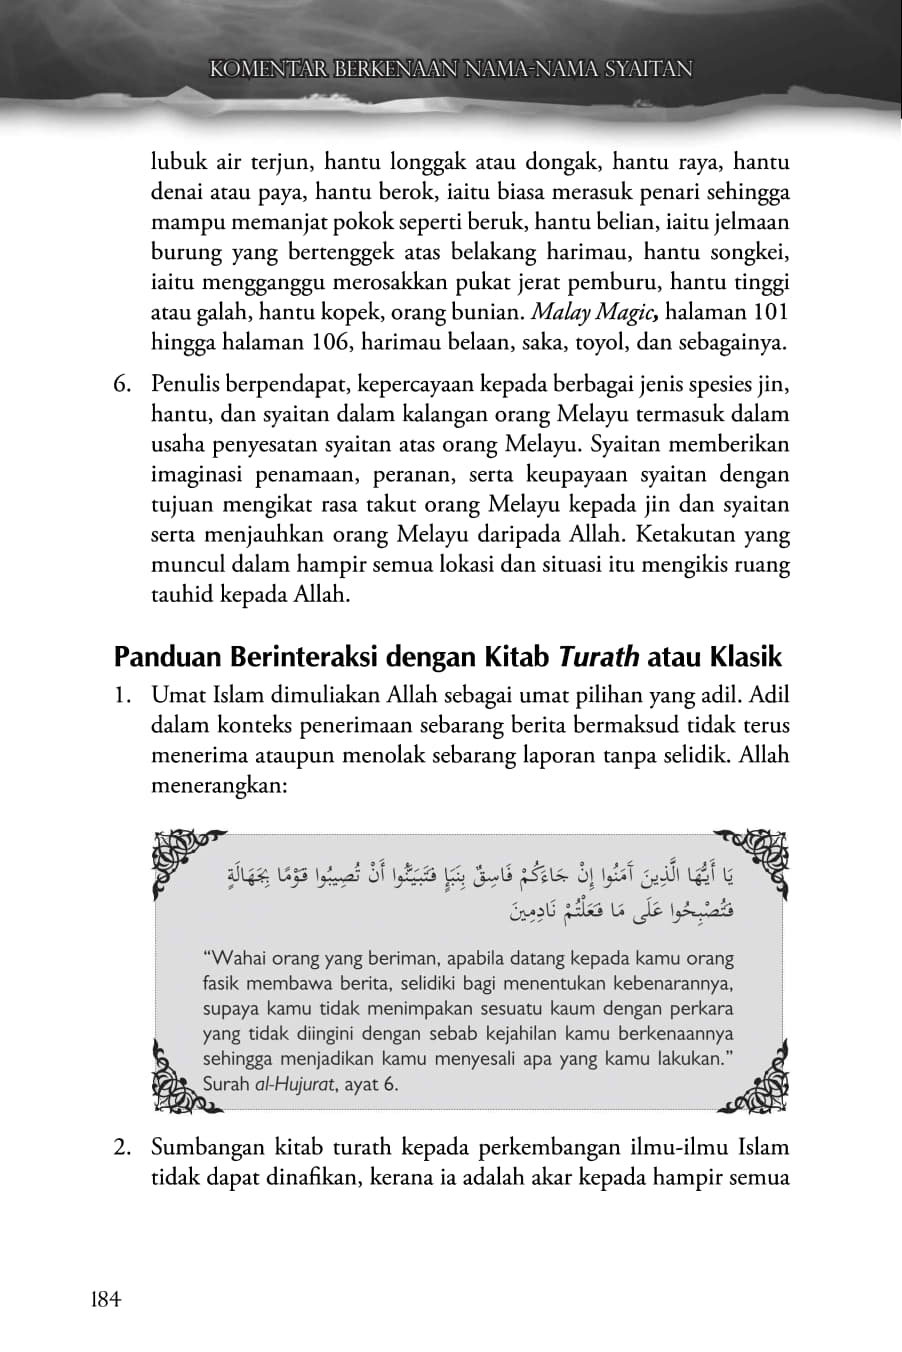 KOMENTAR BERKENAAN NAMA-NAMA SYAITAN
lubuk air terjun, hantu longgak atau dongak, hantu raya, hantu
denai atau paya, hantu berok, iaitu biasa merasuk penari sehingga
mampu memanjat pokok seperti beruk, hantu belian, iaitu jelmaan
burung yang bertenggek atas belakang harimau, hantu songkei,
iaitu mengganggu merosakkan pukat jerat pemburu, hantu tinggi
atau galah, hantu kopek, orang bunian. Malay Magic, halaman 101
hingga halaman 106, harimau belaan, saka, toyol, dan sebagainya.
6. Penulis berpendapat, kepercayaan kepada berbagai jenis spesies jin,
hantu, dan syaitan dalam kalangan orang Melayu termasuk dalam
usaha penyesatan syaitan atas orang Melayu. Syaitan memberikan
imaginasi penamaan, peranan, serta keupayaan syaitan dengan
tujuan mengikat rasa takut orang Melayu kepada jin dan syaitan
serta menjauhkan orang Melayu daripada Allah. Ketakutan yang
muncul dalam hampir semua lokasi dan situasi itu mengikis ruang
tauhid kepada Allah.
Panduan Berinteraksi dengan Kitab Turath atau Klasik
1. Umat Islam dimuliakan Allah sebagai umat pilihan yang adil. Adil
dalam konteks penerimaan sebarang berita bermaksud tidak terus
menerima ataupun menolak sebarang laporan tanpa selidik. Allah
menerangkan:
يَا أَيُّهَا الَّذِينَ آمَنُوا إِنْ جَاءَكُمْ فَاسِقٌ بِنَبَإٍ فَتَبَيَّنُوا أَنْ تُصِيبُوا قَوْمًا بِجَهَالَةٍ
فَتُصْبِحُوا عَلَى مَا فَعَلْتُمْ نَادِمِينَ
“Wahai orang yang beriman, apabila datang kepada kamu orang
fasik membawa berita, selidiki bagi menentukan kebenarannya,
supaya kamu tidak menimpakan sesuatu kaum dengan perkara
yang tidak diingini dengan sebab kejahilan kamu berkenaannya
sehingga menjadikan kamu menyesali apa yang kamu lakukan.”
Surah al-Hujurat, ayat 6.
2. Sumbangan kitab turath kepada perkembangan ilmu-ilmu Islam
tidak dapat dinafikan, kerana ia adalah akar kepada hampir semua
184